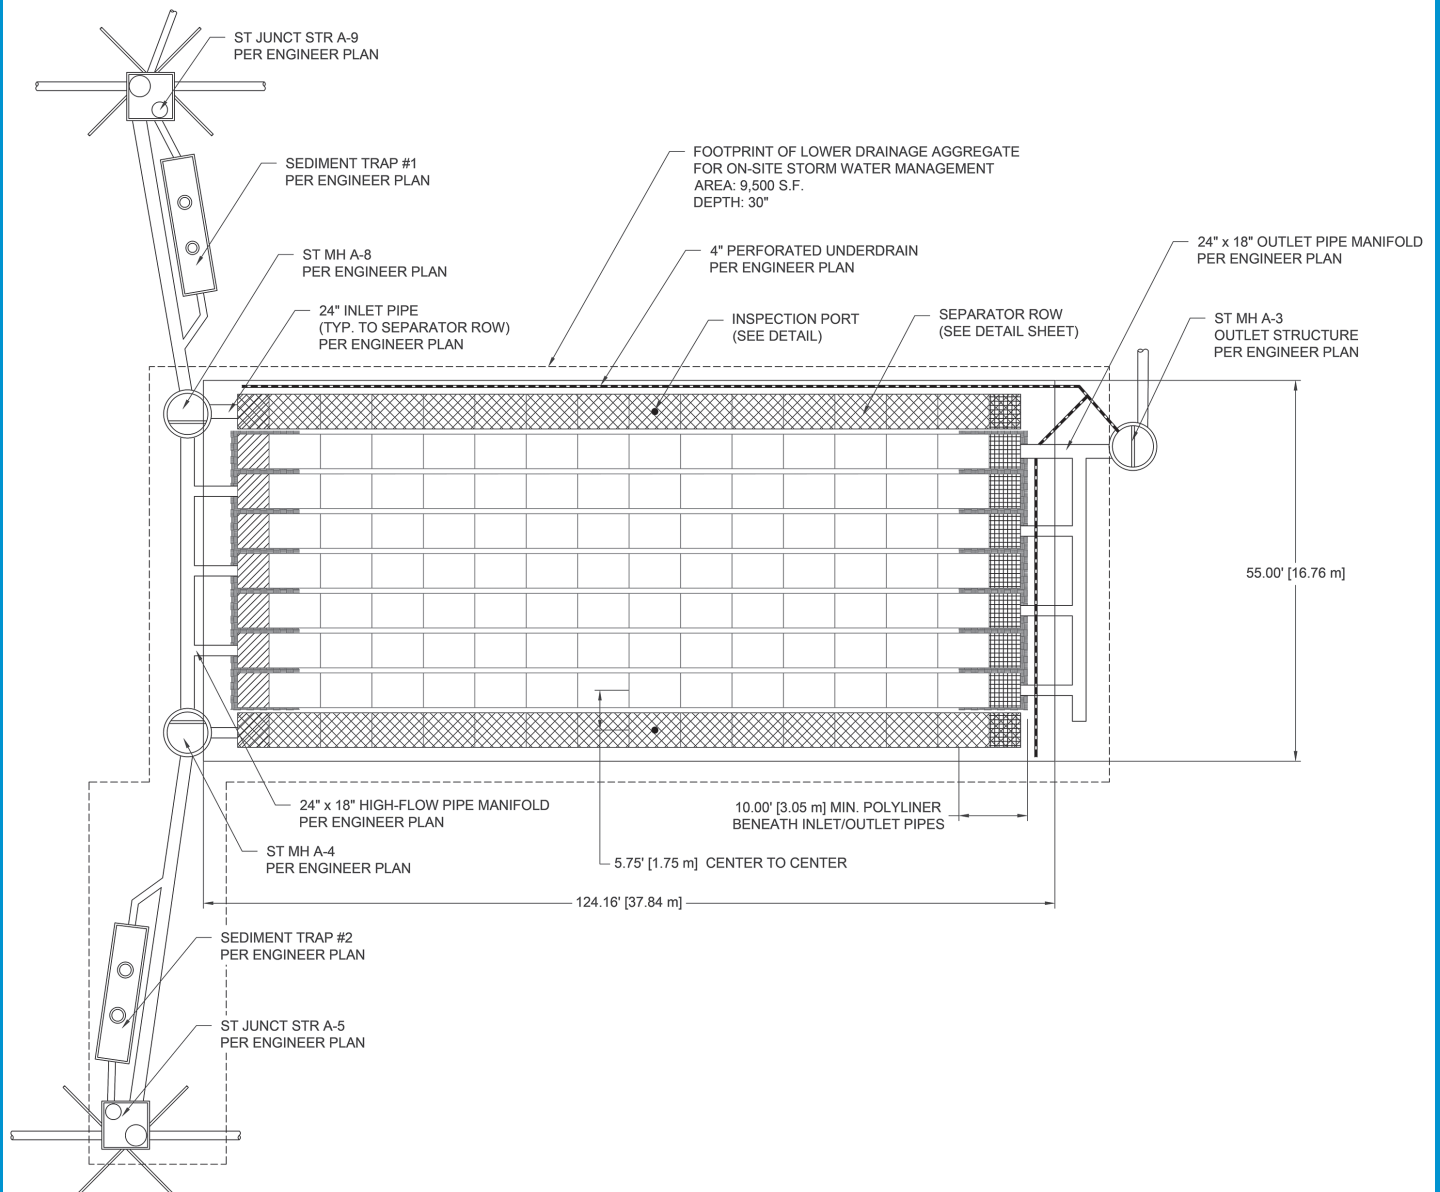 ST JUNCT STR A-9
PER ENGINEER PLAN
SEDIMENT TRAP #1
PER ENGINEER PLAN
FOOTPRINT OF LOWER DRAINAGE AGGREGATE
FOR ON-SITE STORM WATER MANAGEMENT
AREA: 9,500 S.F.
DEPTH: 30"
ST MH A-8
PER ENGINEER PLAN
4" PERFORATED UNDERDRAIN
PER ENGINEER PLAN
24" x 18" OUTLET PIPE MANIFOLD
PER ENGINEER PLAN
24" INLET PIPE
(TYP. TO SEPARATOR ROW)
PER ENGINEER PLAN
INSPECTION PORT
(SEE DETAIL)
SEPARATOR ROW
(SEE DETAIL SHEET)
ST MH A-3
OUTLET STRUCTURE
PER ENGINEER PLAN
55.00' [16.76 m]
24" x 18" HIGH-FLOW PIPE MANIFOLD
PER ENGINEER PLAN
10.00' [3.05 m] MIN. POLYLINER
BENEATH INLET/OUTLET PIPES
ST MH A-4
PER ENGINEER PLAN
5.75' [1.75 m] CENTER TO CENTER
124.16' [37.84 m]
SEDIMENT TRAP #2
PER ENGINEER PLAN
ST JUNCT STR A-5
PER ENGINEER PLAN